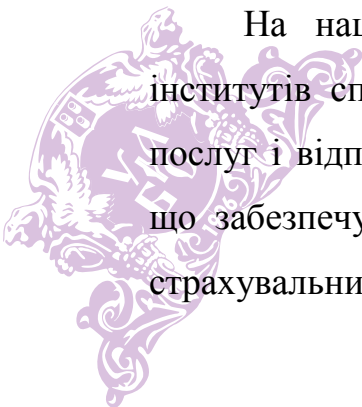 На наш
інститутів сп
послуг і відп
що забезпечу
страхувальни